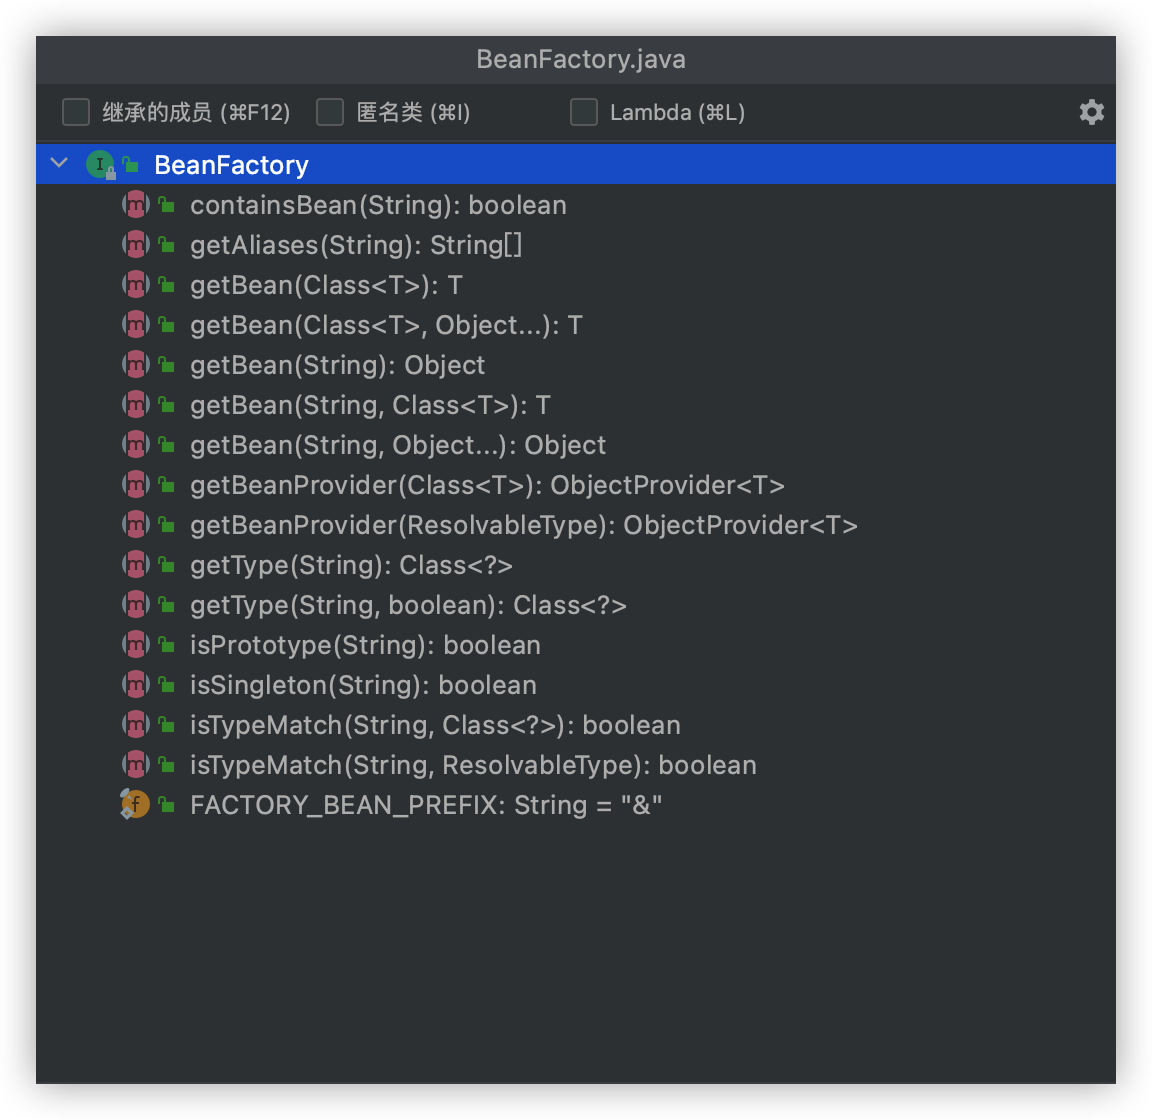 BeanFactory.java
继承的成员 (⌘F12) 匿名类 (⌘I) Lambda (⌘L)
BeanFactory
containsBean(String): boolean
getAliases(String): String[]
getBean(Class<T>): T
getBean(Class<T>, Object...): T
getBean(String): Object
getBean(String, Class<T>): T
getBean(String, Object...): Object
getBeanProvider(Class<T>): ObjectProvider<T>
getBeanProvider(ResolvableType): ObjectProvider<T>
getType(String): Class<?>
getType(String, boolean): Class<?>
isPrototype(String): boolean
isSingleton(String): boolean
isTypeMatch(String, Class<?>): boolean
isTypeMatch(String, ResolvableType): boolean
FACTORY_BEAN_PREFIX: String = "&"